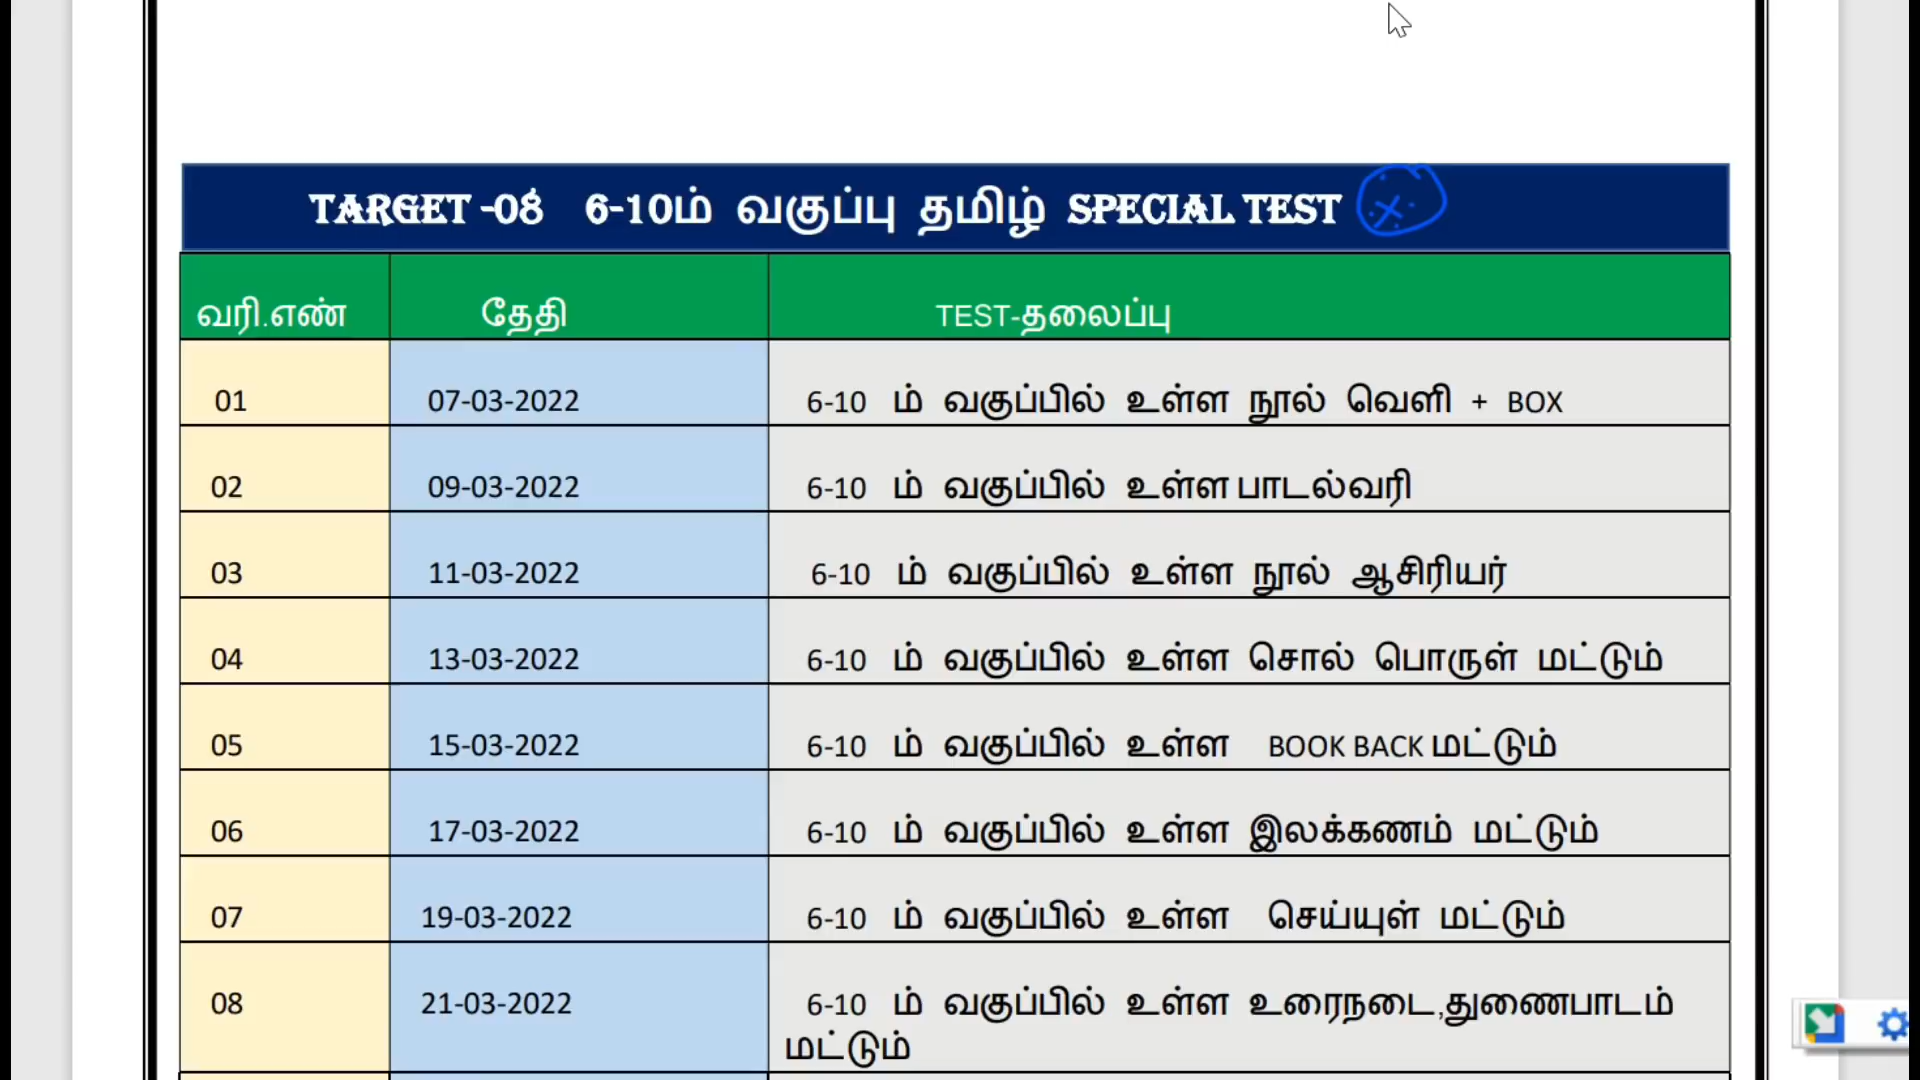 TARGET -08 6-10ம் வகுப்பு தமிழ் SPECIAL TEST
வரி.எண் தேதி TEST-தலைப்பு
01 07-03-2022 6-10 ம் வகுப்பில் உள்ள நூல் வெளி + BOX
02 09-03-2022 6-10 ம் வகுப்பில் உள்ள பாடல்வரி
03 11-03-2022 6-10 ம் வகுப்பில் உள்ள நூல் ஆசிரியர்
04 13-03-2022 6-10 ம் வகுப்பில் உள்ள சொல் பொருள் மட்டும்
05 15-03-2022 6-10 ம் வகுப்பில் உள்ள BOOK BACK மட்டும்
06 17-03-2022 6-10 ம் வகுப்பில் உள்ள இலக்கணம் மட்டும்
07 19-03-2022 6-10 ம் வகுப்பில் உள்ள செய்யுள் மட்டும்
08 21-03-2022 6-10 ம் வகுப்பில் உள்ள உரைநடை,துணைபாடம்
மட்டும்